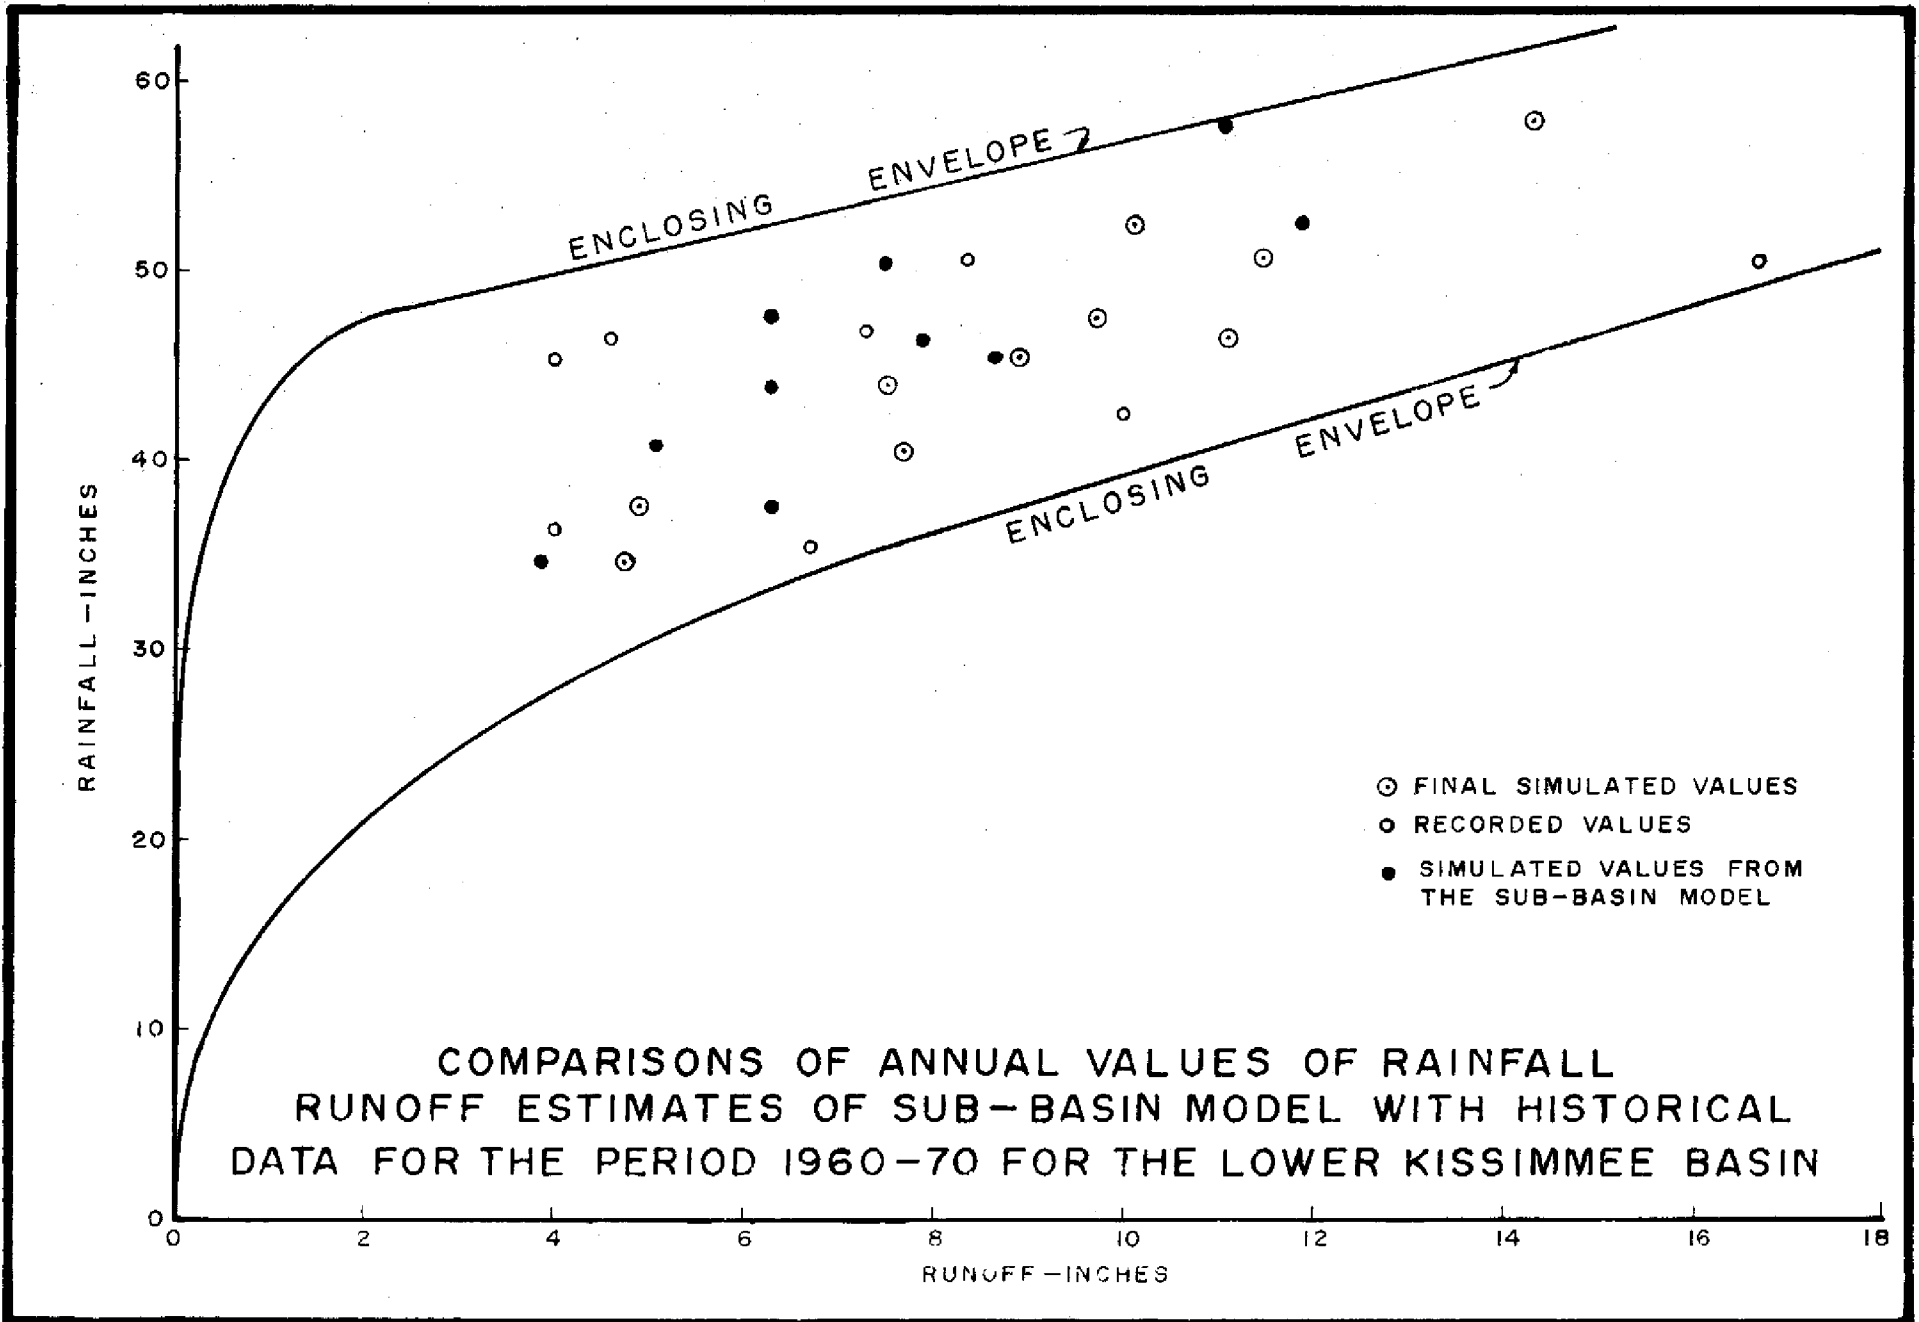 60
50
40
30
20
10
0
RAINFALL-INCHES
ENCLOSING ENVELOPE
ENCLOSING ENVELOPE
FINAL SIMULATED VALUES
RECORDED VALUES
SIMULATED VALUES FROM
THE SUB-BASIN MODEL
COMPARISONS OF ANNUAL VALUES OF RAINFALL
RUNOFF ESTIMATES OF SUB-BASIN MODEL WITH HISTORICAL
DATA FOR THE PERIOD 1960-70 FOR THE LOWER KISSIMMEE BASIN
0 2 4 6 8 10 12 14 16 18
RUNOFF-INCHES